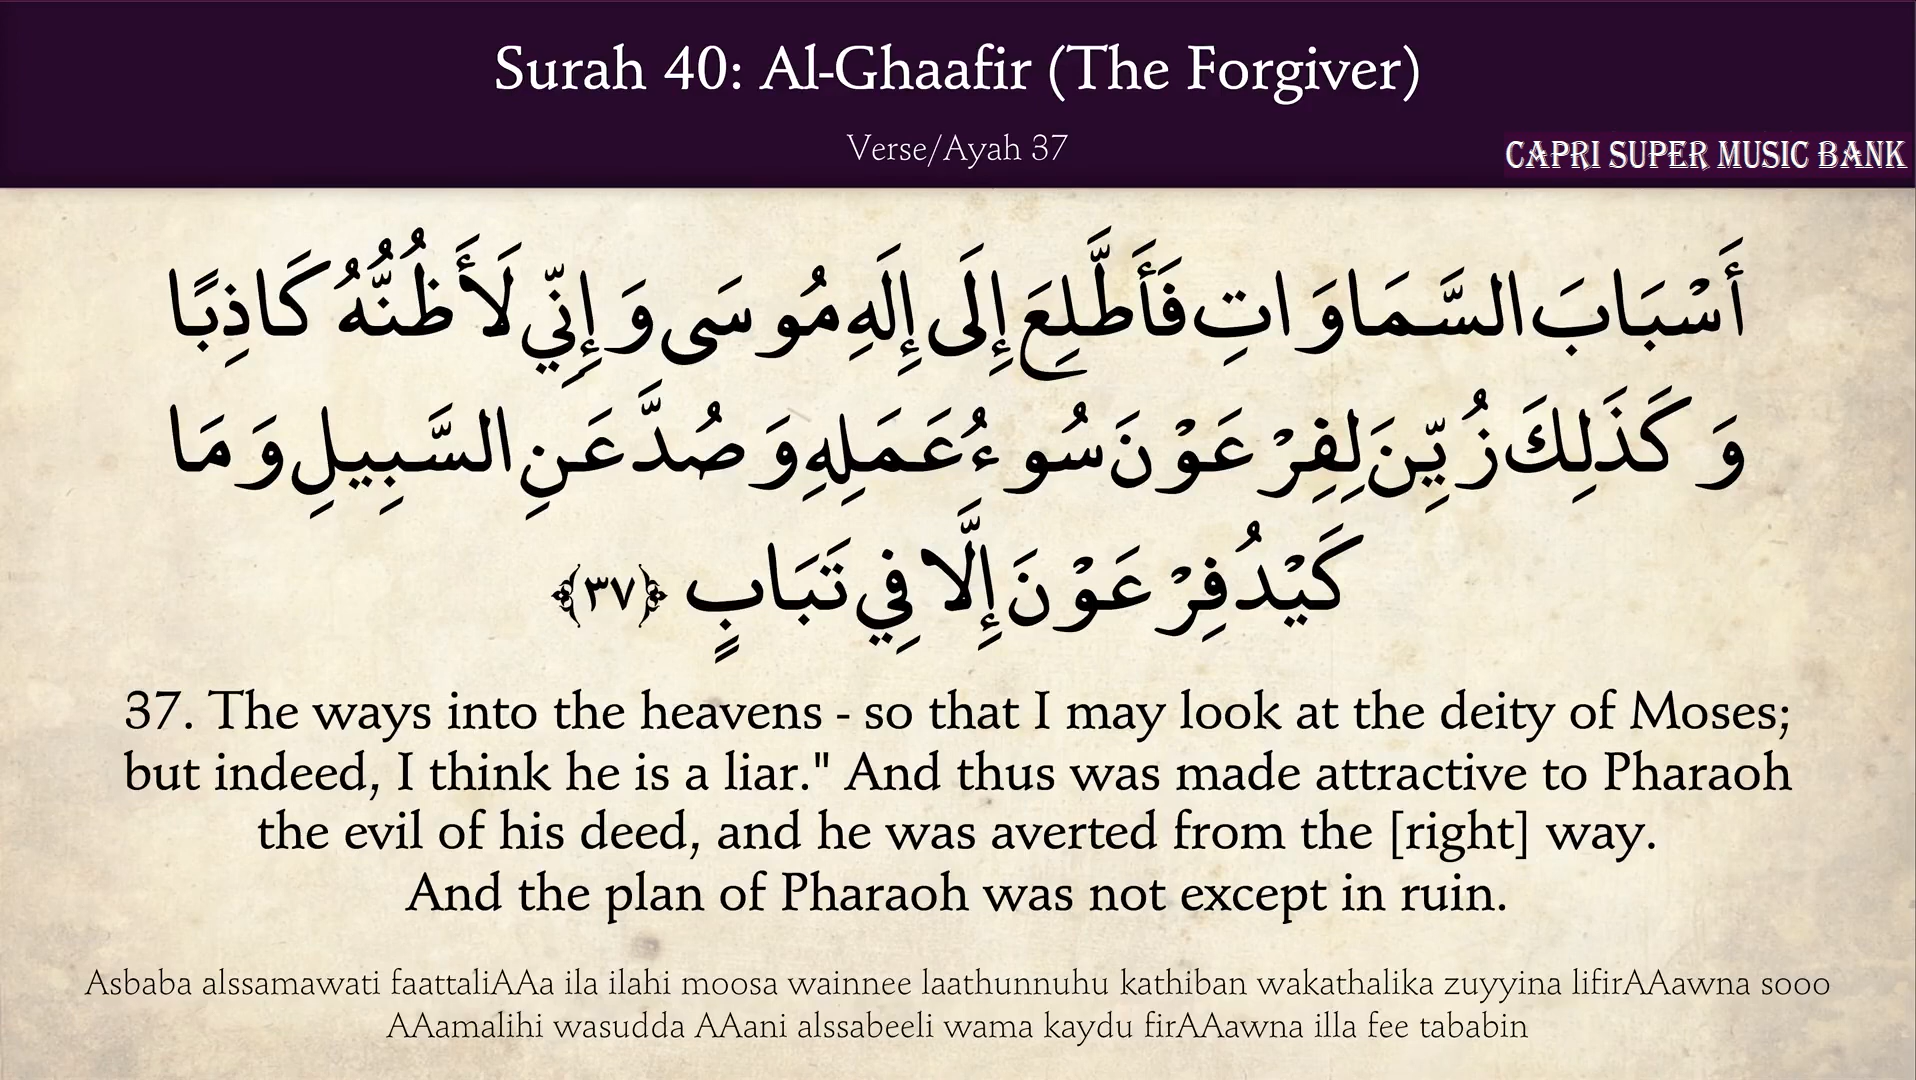 Surah 40: Al-Ghaafir (The Forgiver)
Verse/Ayah 37
CAPRI SUPER MUSIC BANK
أَسْبَابَ السَّمَاوَاتِ فَأَطَّلِعَ إِلَى إِلَهِ مُوسَى وَإِنِّي لَأَظُنُّهُ كَاذِبًا
وَكَذَلِكَ زُيِّنَ لِفِرْعَوْنَ سُوءُ عَمَلِهِ وَصُدَّ عَنِ السَّبِيلِ وَمَا
كَيْدُ فِرْعَوْنَ إِلَّا فِي تَبَابٍ ﴿٣٧﴾
37. The ways into the heavens - so that I may look at the deity of Moses;
but indeed, I think he is a liar." And thus was made attractive to Pharaoh
the evil of his deed, and he was averted from the [right] way.
And the plan of Pharaoh was not except in ruin.
Asbaba alssamawati faattaliAAa ila ilahi moosa wainnee laathunnuhu kathiban wakathalika zuyyina lifirAAawna sooo
AAamalihi wasudda AAani alssabeeli wama kaydu firAAawna illa fee tababin